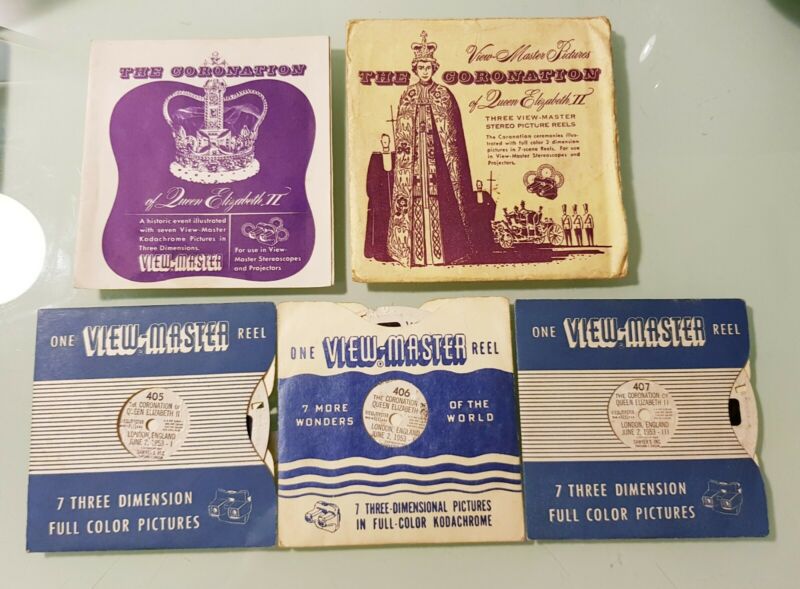 THE CORONATION
of Queen Elizabeth II
A historic event illustrated
with seven View-Master
Kodachrome Pictures in
Three Dimensions.
VIEW-MASTER
For use in View-
Master Stereoscopes
and Projectors
View-Master Pictures
THE CORONATION
of Queen Elizabeth II
THREE VIEW-MASTER
STEREO PICTURE REELS
The Coronation ceremonies illus-
trated with full color 3 dimension
pictures in 7-scene Reels. For use
in View-Master Stereoscopes and
Projectors.
ONE VIEW-MASTER REEL
405
THE CORONATION OF
QUEEN ELIZABETH II
LONDON, ENGLAND
JUNE 2, 1953 - I
SAWYER'S INC.
7 THREE DIMENSION
FULL COLOR PICTURES
ONE VIEW-MASTER REEL
7 MORE
WONDERS
OF THE
WORLD
406
THE CORONATION OF
QUEEN ELIZABETH II
LONDON, ENGLAND
JUNE 2, 1953
7 THREE-DIMENSIONAL PICTURES
IN FULL-COLOR KODACHROME
ONE VIEW-MASTER REEL
407
THE CORONATION OF
QUEEN ELIZABETH II
LONDON, ENGLAND
JUNE 2, 1953 - III
SAWYER'S INC.
7 THREE DIMENSION
FULL COLOR PICTURES